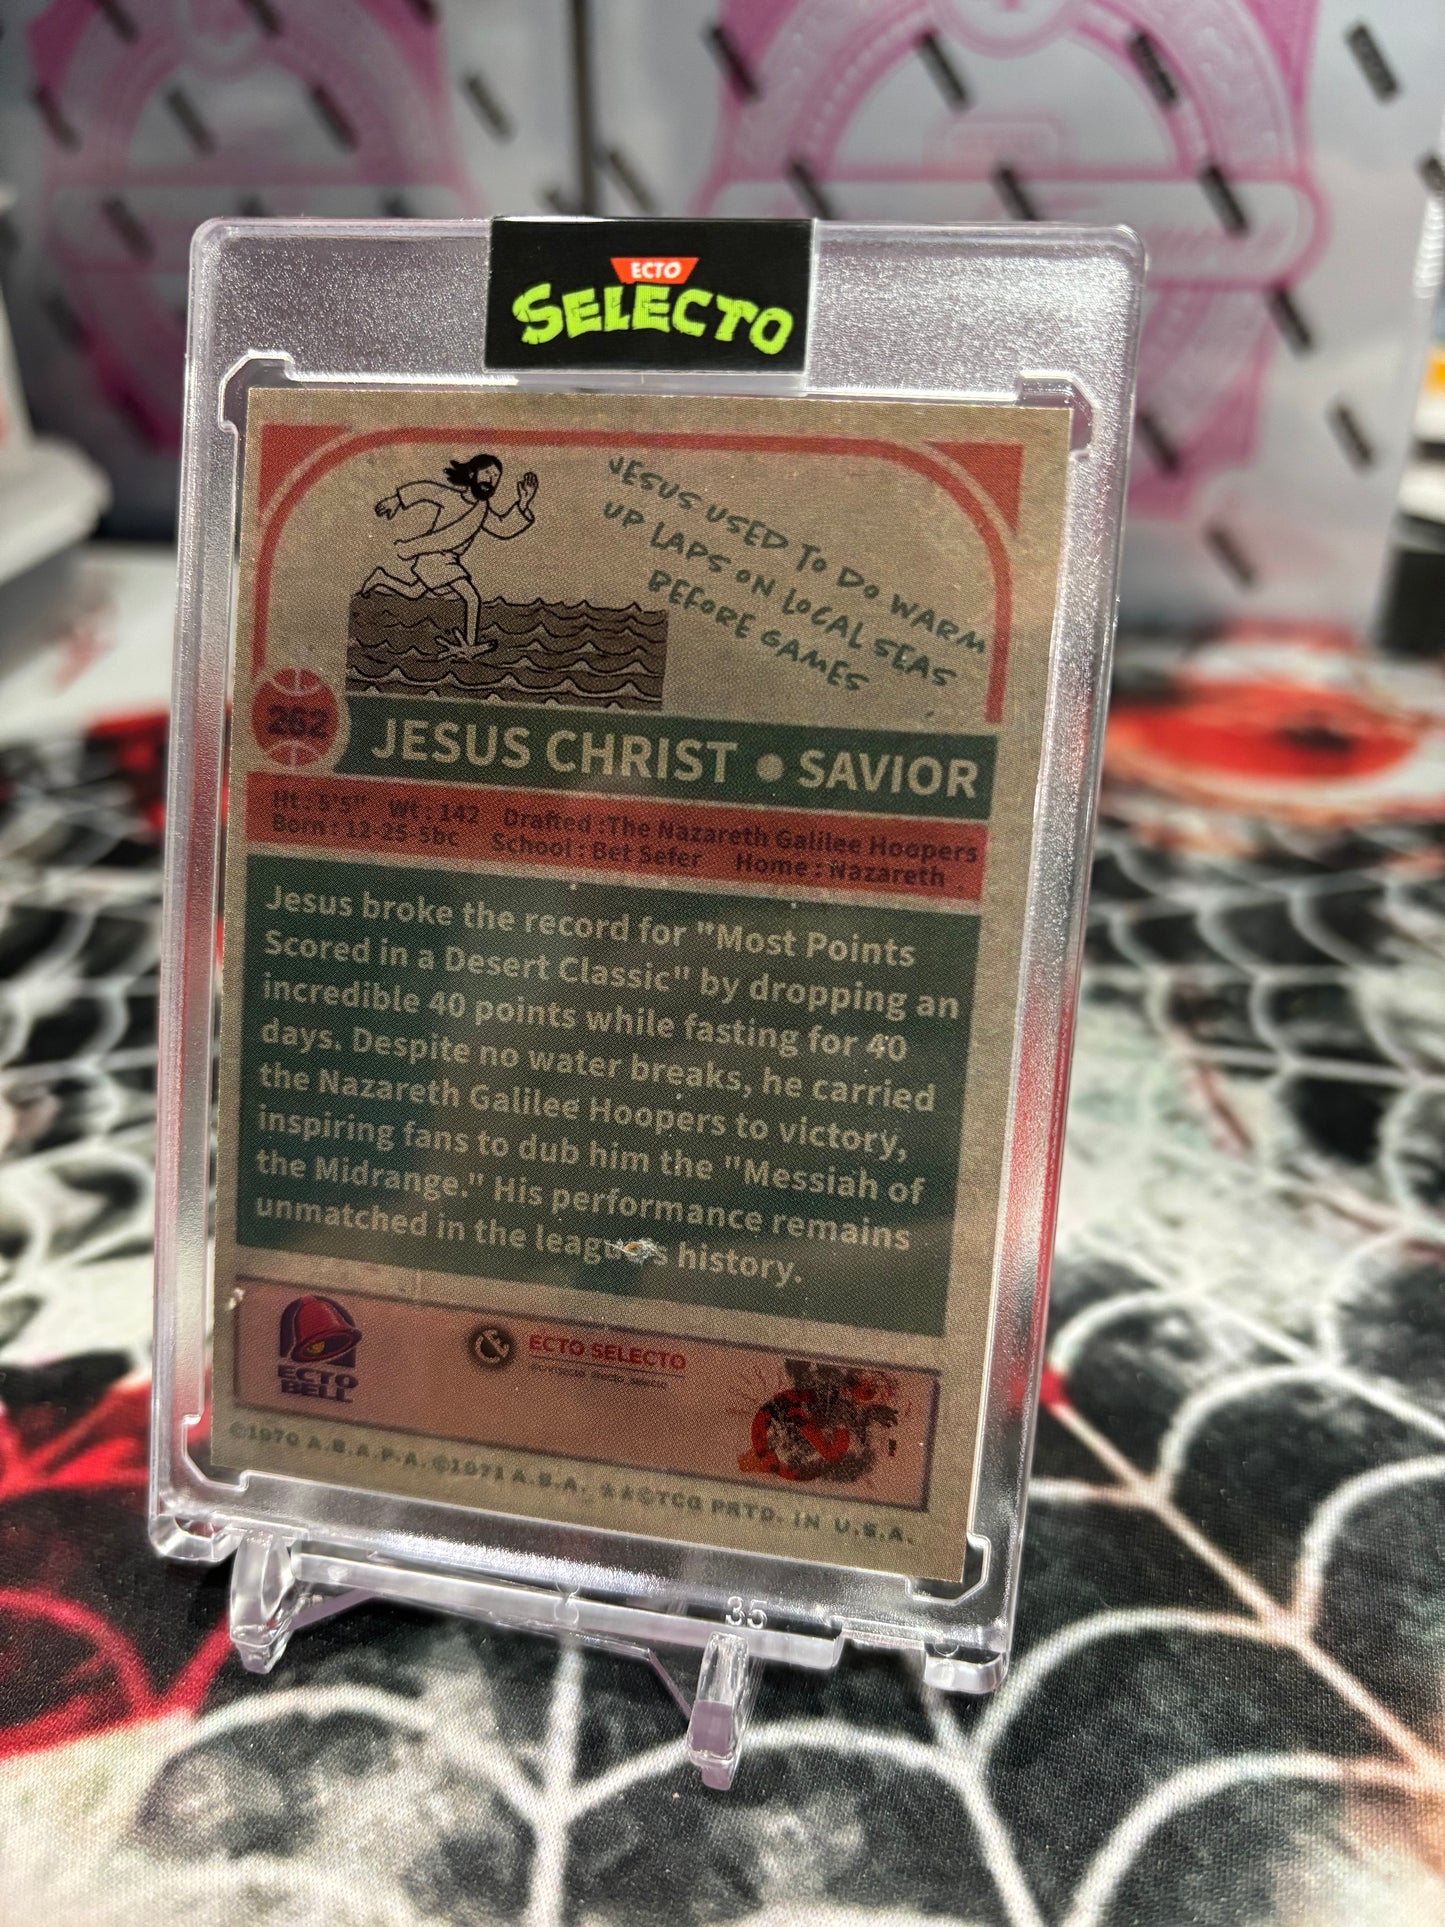 ECTO
SELECTO
JESUS USED TO DO WARM
UP LAPS ON LOCAL SEAS
BEFORE GAMES
262
JESUS CHRIST • SAVIOR
Ht : 5'5" Wt : 142 Drafted :The Nazareth Galilee Hoopers
Born : 12-25-5bc School : Bet Sefer Home : Nazareth
Jesus broke the record for "Most Points
Scored in a Desert Classic" by dropping an
incredible 40 points while fasting for 40
days. Despite no water breaks, he carried
the Nazareth Galilee Hoopers to victory,
inspiring fans to dub him the "Messiah of
the Midrange." His performance remains
unmatched in the league's history.
ECTO
BELL
ECTO SELECTO
©1970 A.B.A.P.A. ©1971 A.B.A. ★★©TCG PRTD. IN U.S.A.
35